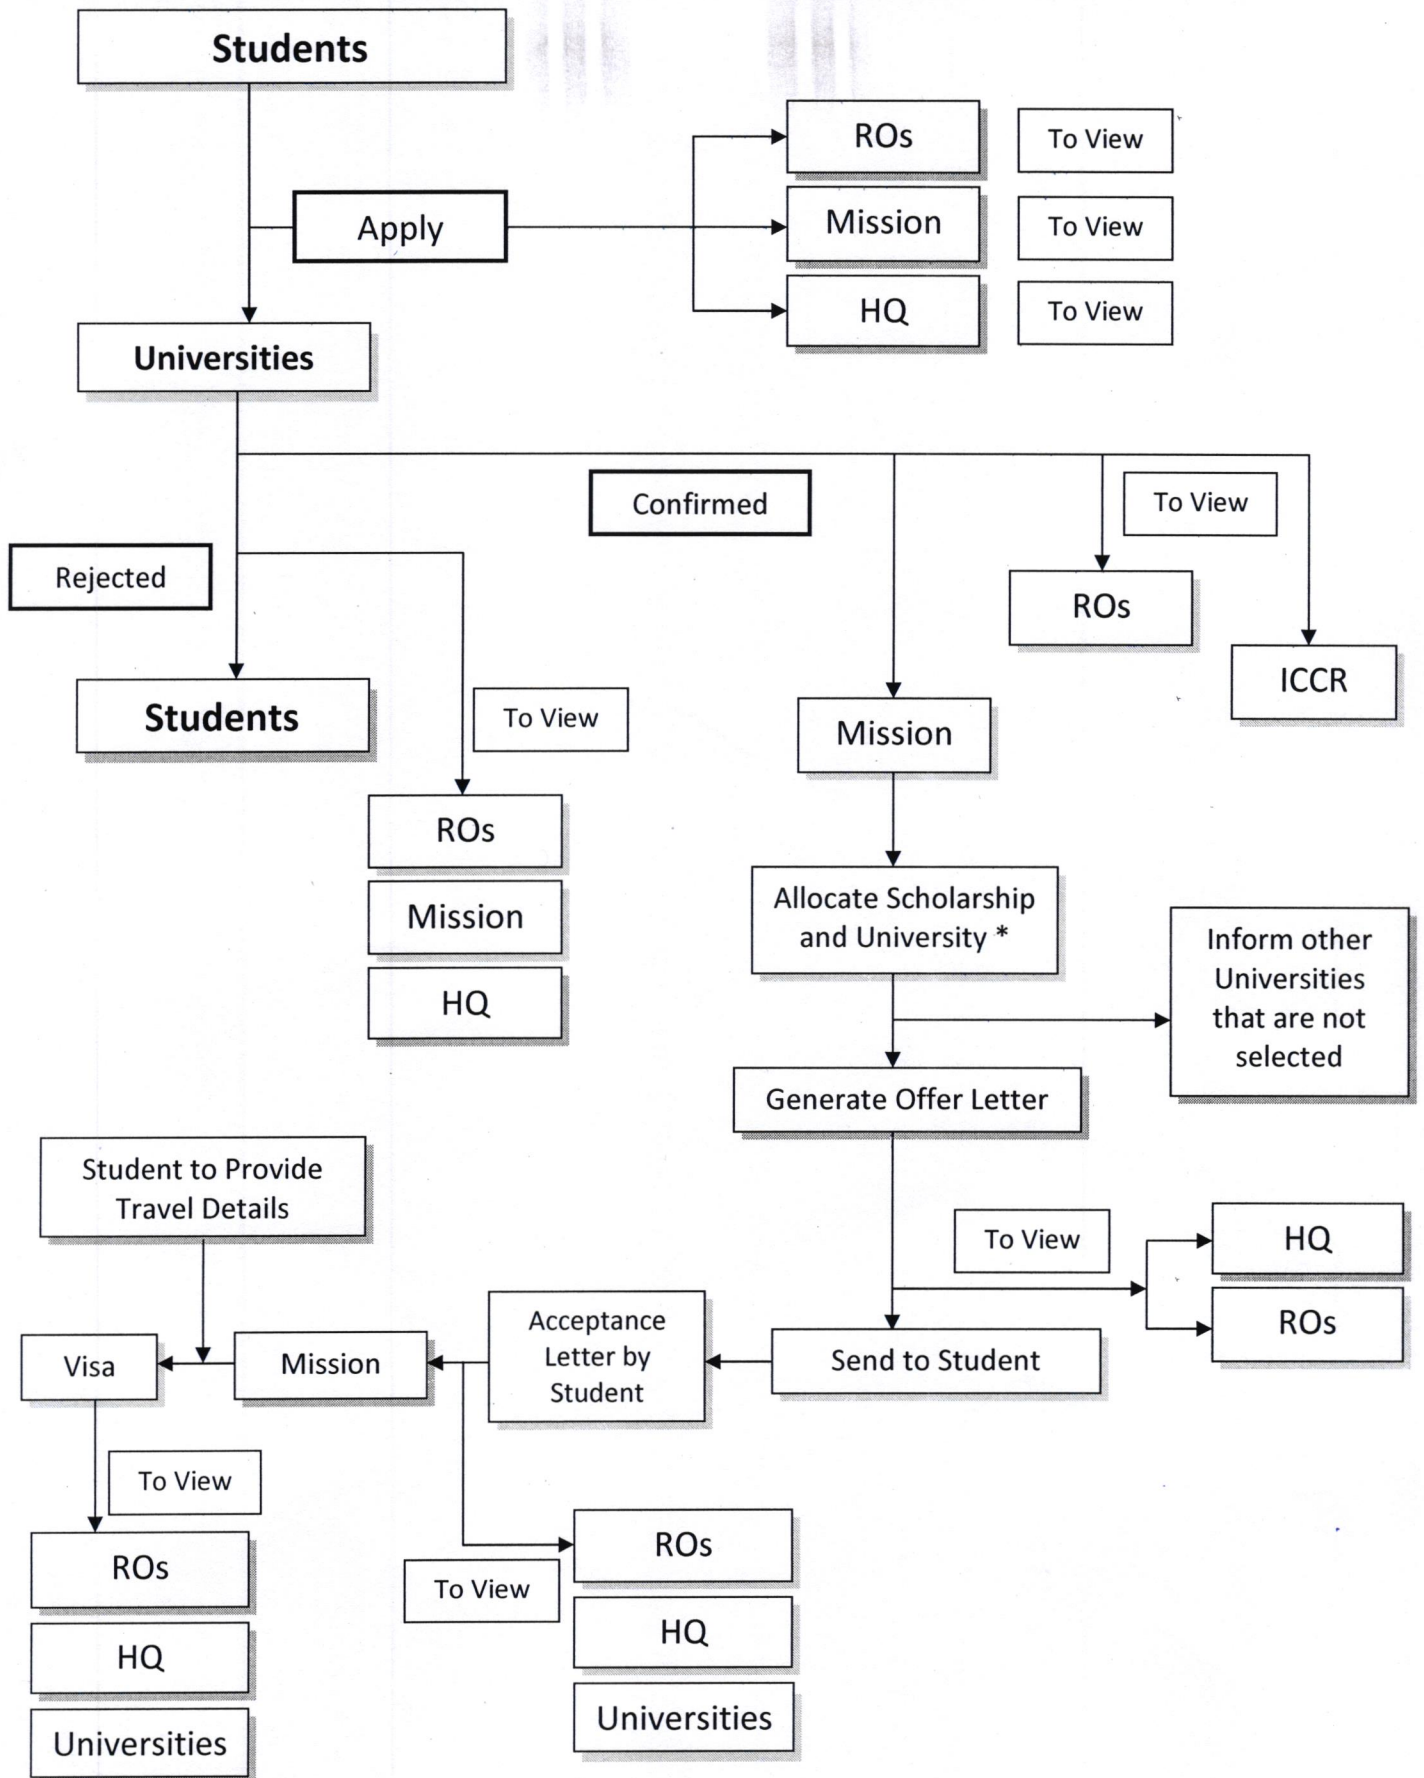 Students
ROs
To View
Apply
Mission
To View
HQ
To View
Universities
Confirmed
To View
Rejected
ROs
ICCR
Students
To View
Mission
ROs
Mission
HQ
Allocate Scholarship
and University *
Inform other
Universities
that are not
selected
Generate Offer Letter
Student to Provide
Travel Details
To View
HQ
ROs
Acceptance
Letter by
Student
Send to Student
Mission
Visa
To View
ROs
HQ
Universities
To View
ROs
HQ
Universities